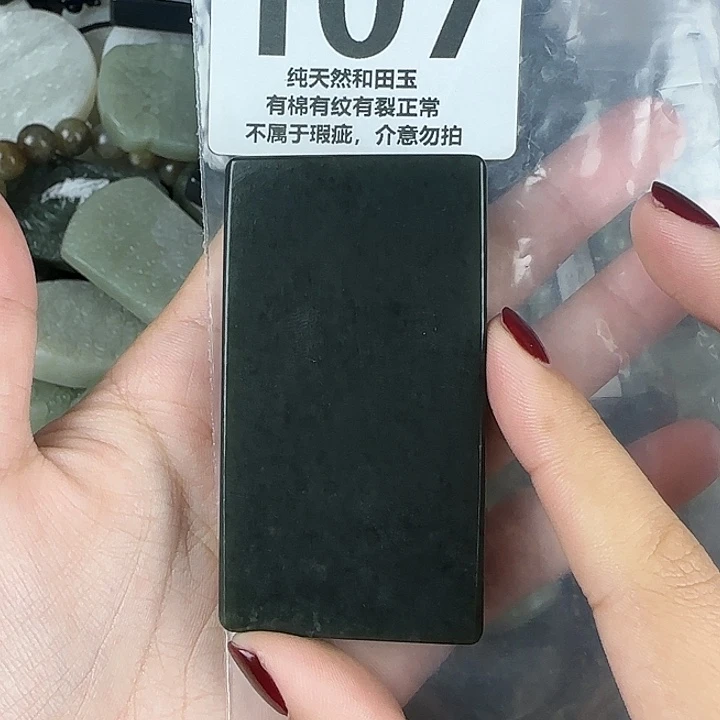 107
纯天然和田玉
有棉有纹有裂正常
不属于瑕疵，介意勿拍